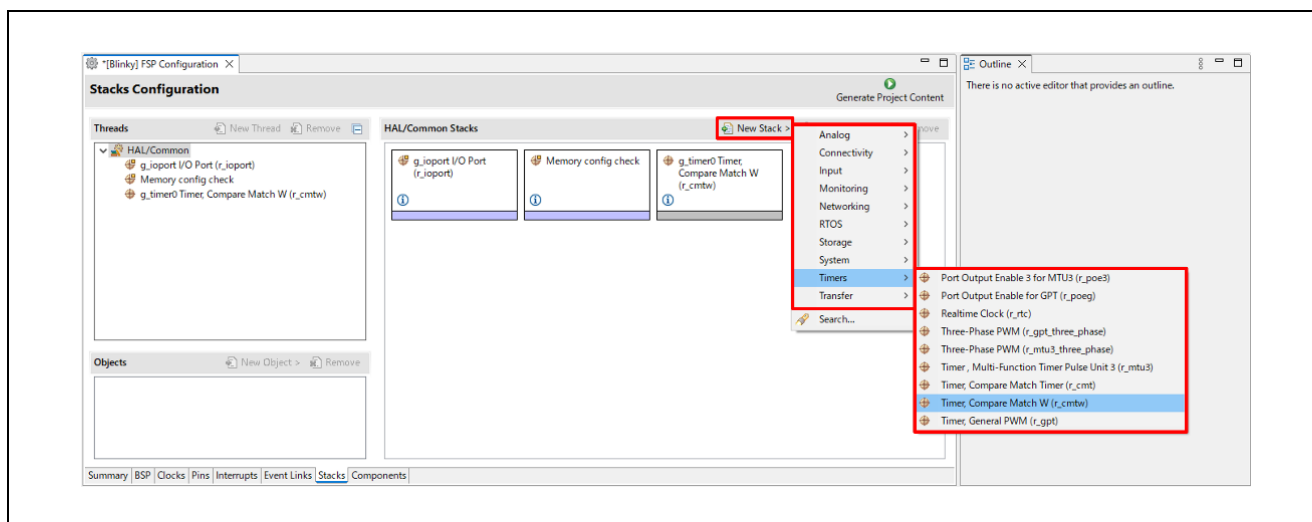 *[Blinky] FSP Configuration
Outline
Stacks Configuration
Generate Project Content
There is no active editor that provides an outline.
Threads
New Thread
Remove
HAL/Common
g_ioport I/O Port (r_ioport)
Memory config check
g_timer0 Timer, Compare Match W (r_cmtw)
HAL/Common Stacks
New Stack >
g_ioport I/O Port
(r_ioport)
Memory config check
g_timer0 Timer,
Compare Match W
(r_cmtw)
Analog
Connectivity
Input
Monitoring
Networking
RTOS
Storage
System
Timers
Transfer
Search...
Port Output Enable 3 for MTU3 (r_poe3)
Port Output Enable for GPT (r_poeg)
Realtime Clock (r_rtc)
Three-Phase PWM (r_gpt_three_phase)
Three-Phase PWM (r_mtu3_three_phase)
Timer , Multi-Function Timer Pulse Unit 3 (r_mtu3)
Timer, Compare Match Timer (r_cmt)
Timer, Compare Match W (r_cmtw)
Timer, General PWM (r_gpt)
Objects
New Object >
Remove
Summary BSP Clocks Pins Interrupts Event Links Stacks Components